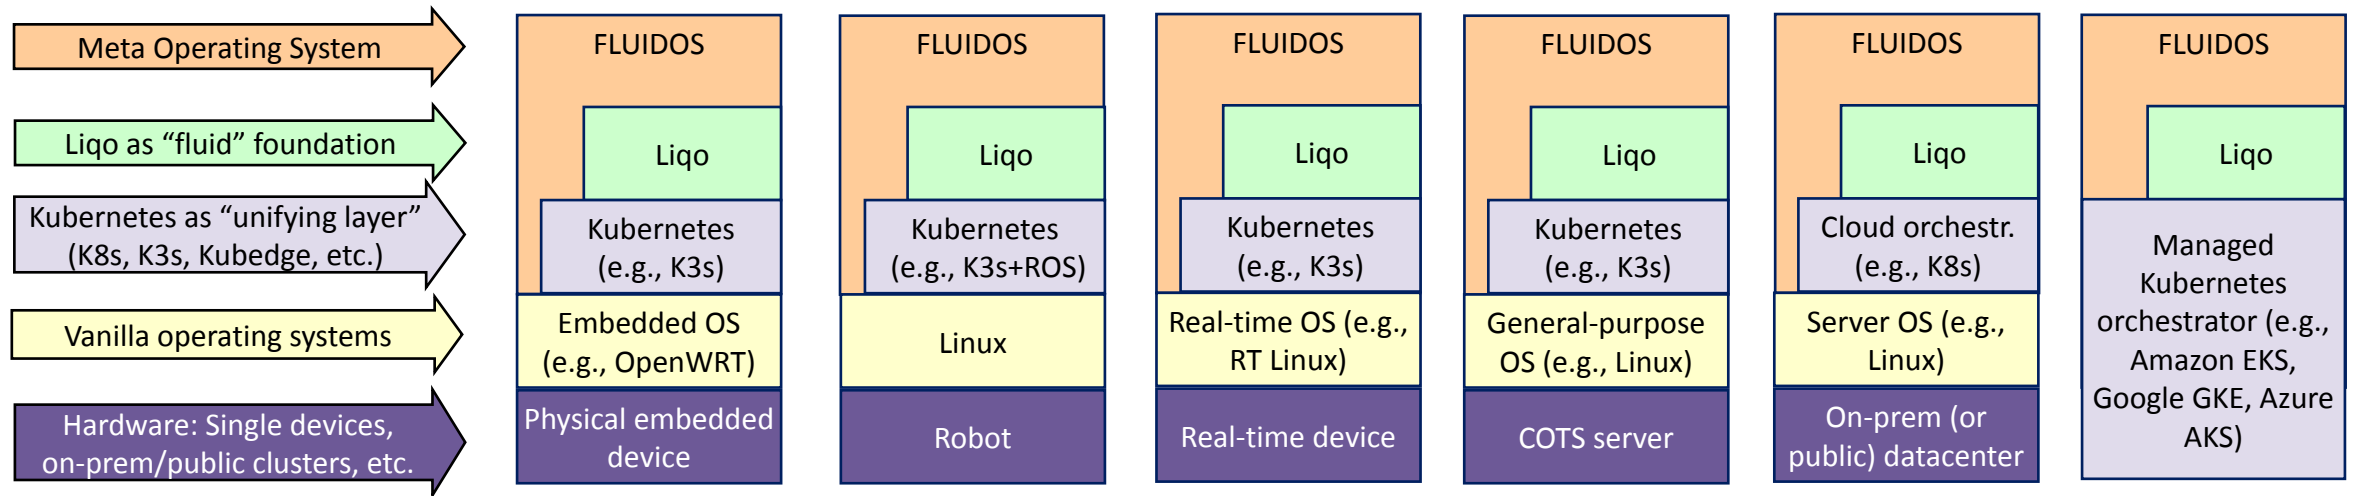 Meta Operating System
Liqo as “fluid” foundation
Kubernetes as “unifying layer”
(K8s, K3s, Kubedge, etc.)
Vanilla operating systems
Hardware: Single devices,
on-prem/public clusters, etc.
FLUIDOS
Liqo
Kubernetes
(e.g., K3s)
Embedded OS
(e.g., OpenWRT)
Physical embedded
device
FLUIDOS
Liqo
Kubernetes
(e.g., K3s+ROS)
Linux
Robot
FLUIDOS
Liqo
Kubernetes
(e.g., K3s)
Real-time OS (e.g.,
RT Linux)
Real-time device
FLUIDOS
Liqo
Kubernetes
(e.g., K3s)
General-purpose
OS (e.g., Linux)
COTS server
FLUIDOS
Liqo
Cloud orchestr.
(e.g., K8s)
Server OS (e.g.,
Linux)
On-prem (or
public) datacenter
FLUIDOS
Liqo
Managed
Kubernetes
orchestrator (e.g.,
Amazon EKS,
Google GKE, Azure
AKS)